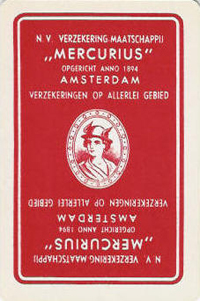 N. V. VERZEKERING-MAATSCHAPPIJ
"MERCURIUS"
OPGERICHT ANNO 1894
AMSTERDAM
VERZEKERINGEN OP ALLERLEI GEBIED
N. V. VERZEKERING-MAATSCHAPPIJ
"MERCURIUS"
OPGERICHT ANNO 1894
AMSTERDAM
VERZEKERINGEN OP ALLERLEI GEBIED